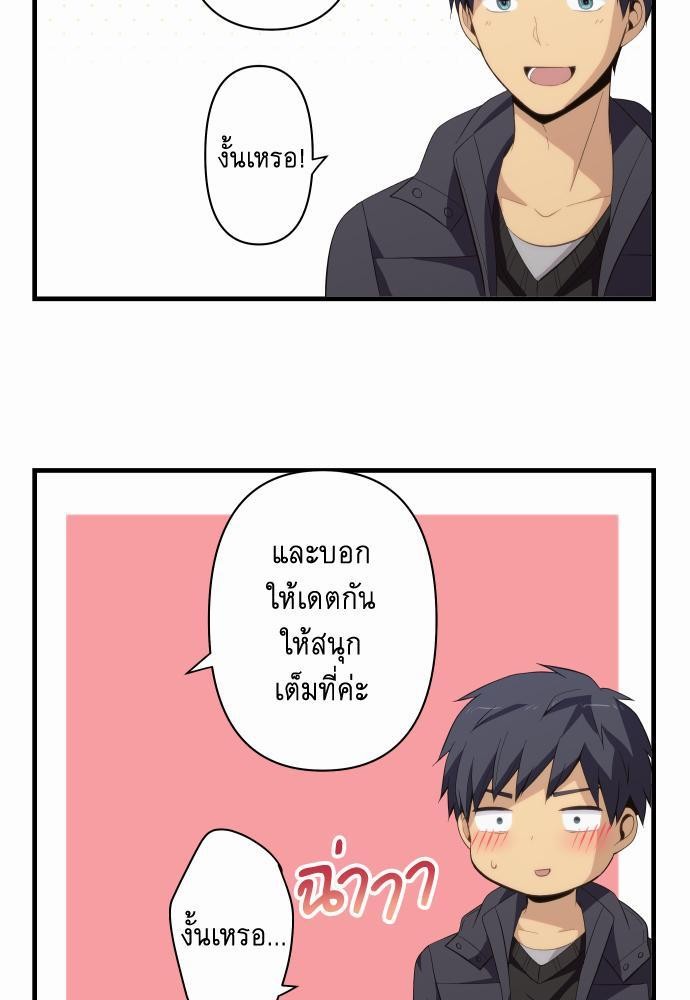 งั้นเหรอ!
และบอก
ให้เดตกัน
ให้สนุก
เต็มที่ค่ะ
ฉ่าาา
งั้นเหรอ...